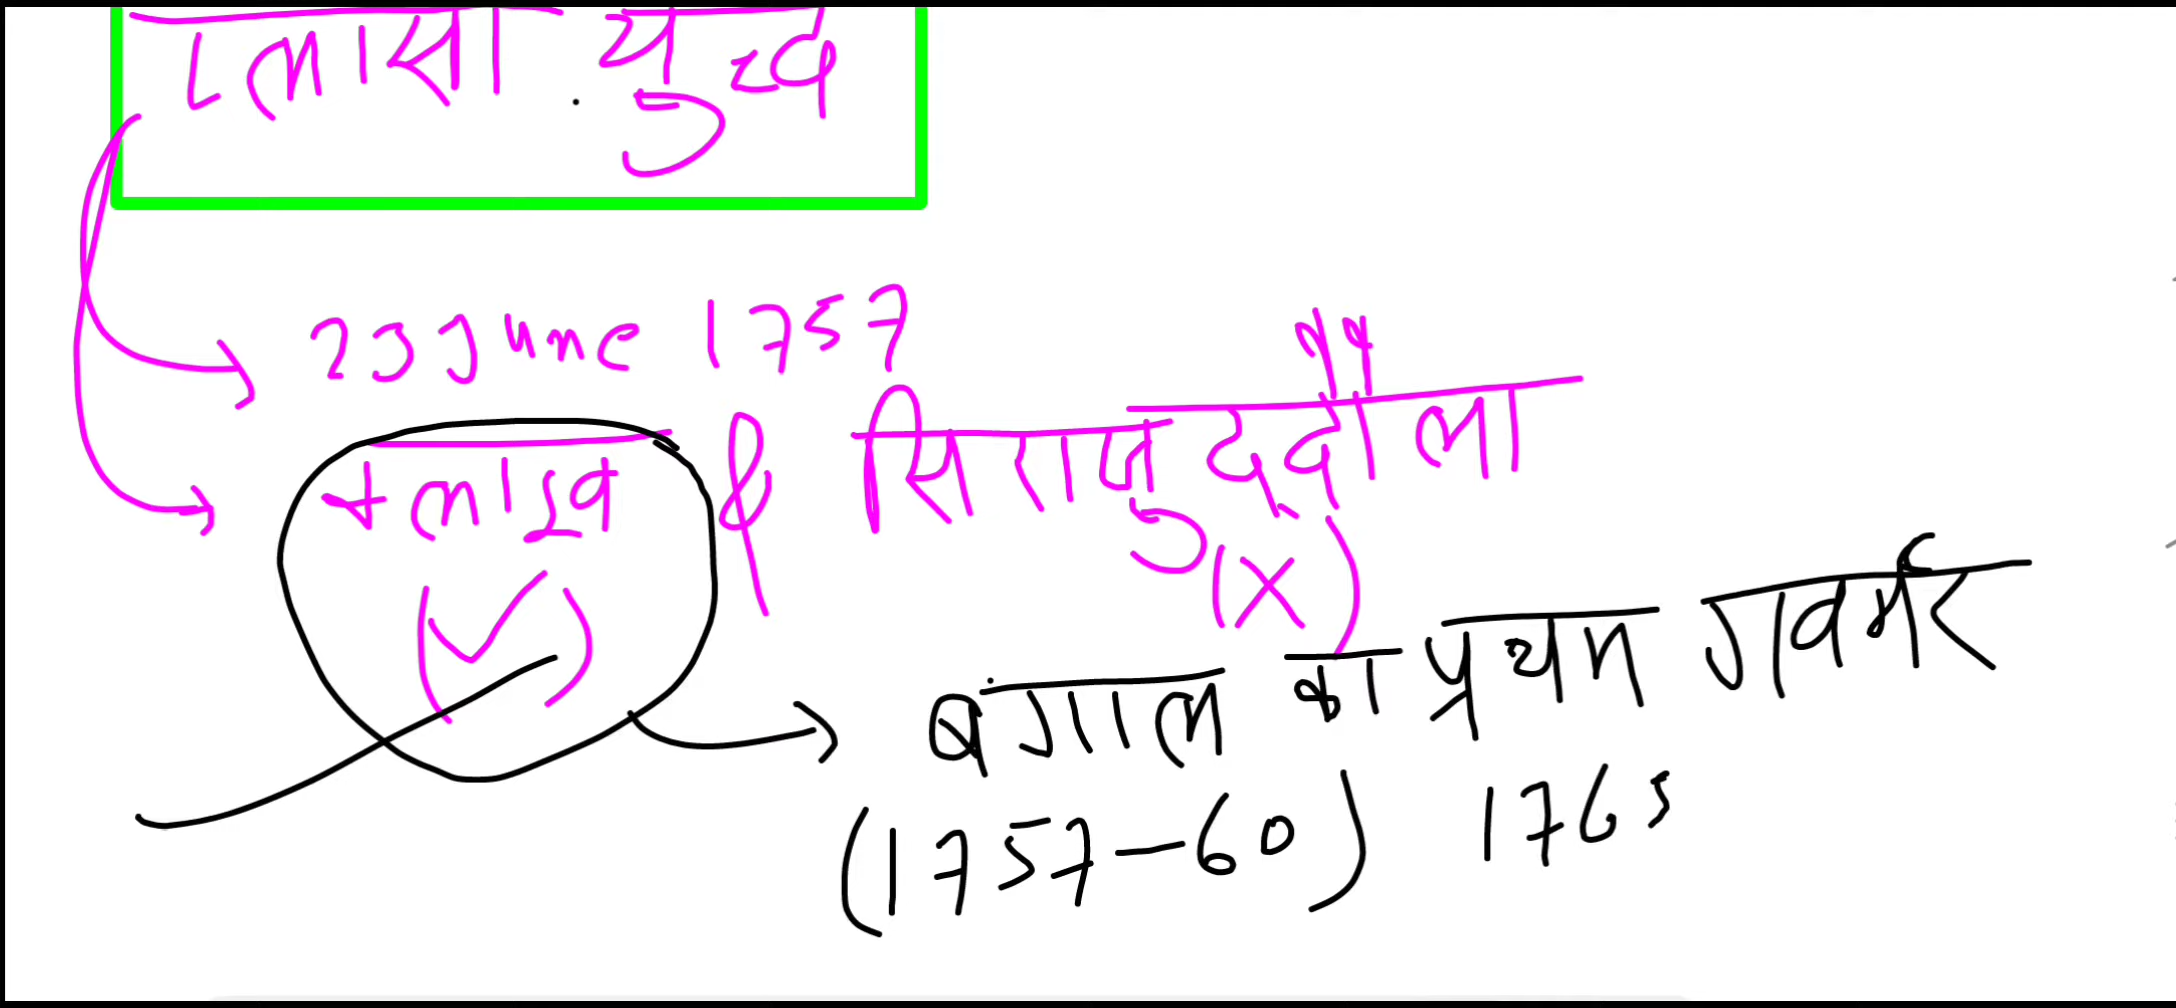 प्लासी युद्ध
23 June 1757
क्लाइव & सिराजुद्दौला
(✓) (×)
बंगाल का प्रथम गवर्नर
(1757-60) 1765